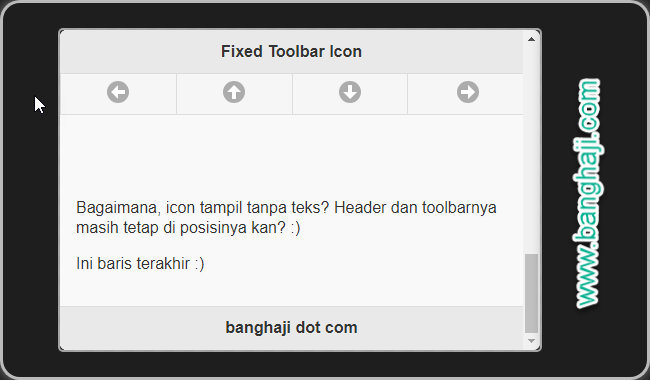 Fixed Toolbar Icon
Bagaimana, icon tampil tanpa teks? Header dan toolbarnya
masih tetap di posisinya kan? :)
Ini baris terakhir :)
banghaji dot com
www.banghaji.com